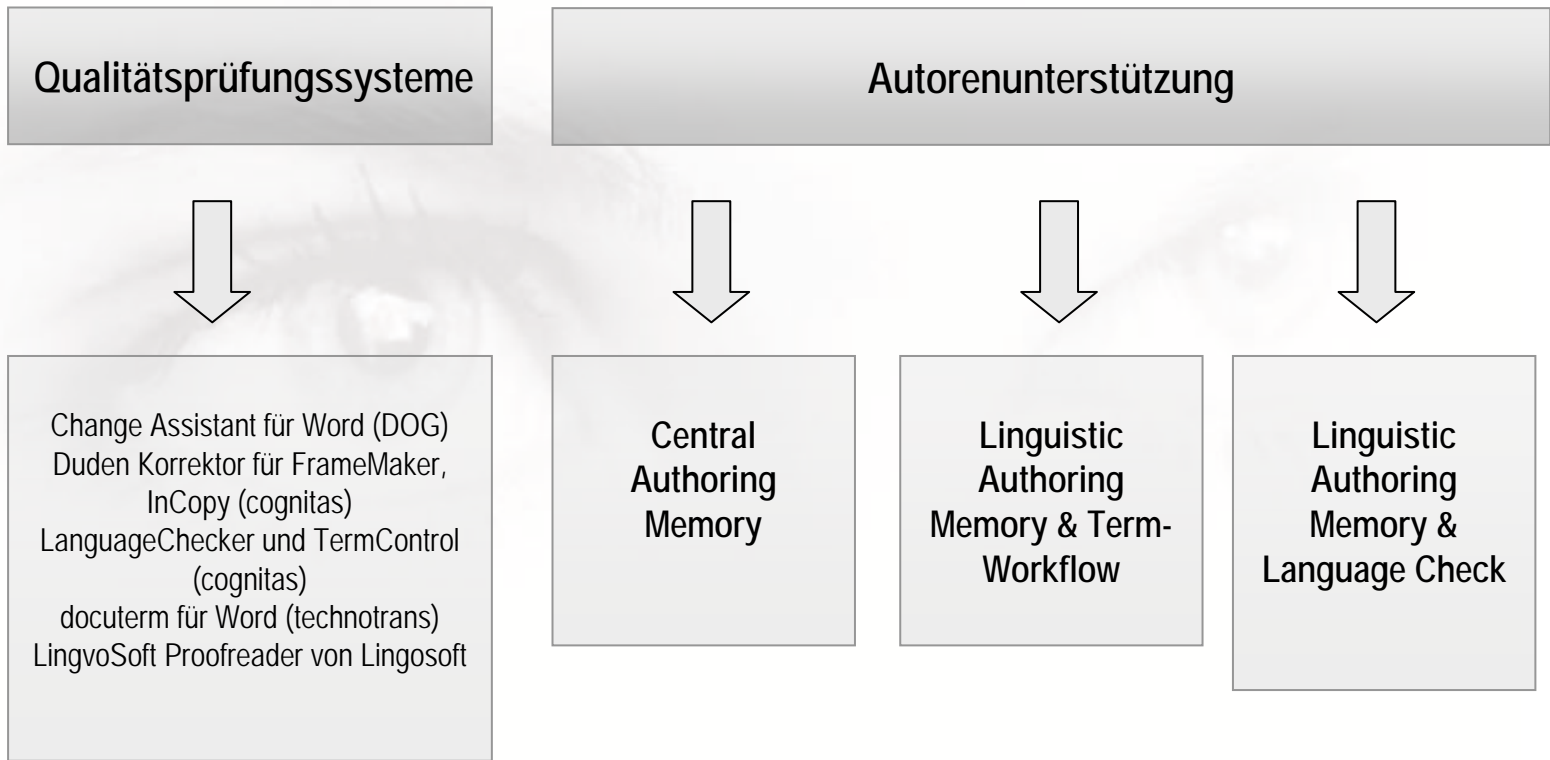 Qualitätsprüfungssysteme
Autorenunterstützung
Change Assistant für Word (DOG)
Duden Korrektor für FrameMaker,
InCopy (cognitas)
LanguageChecker und TermControl
(cognitas)
docuterm für Word (technotrans)
LingvoSoft Proofreader von Lingosoft
Central
Authoring
Memory
Linguistic
Authoring
Memory & Term-
Workflow
Linguistic
Authoring
Memory &
Language Check